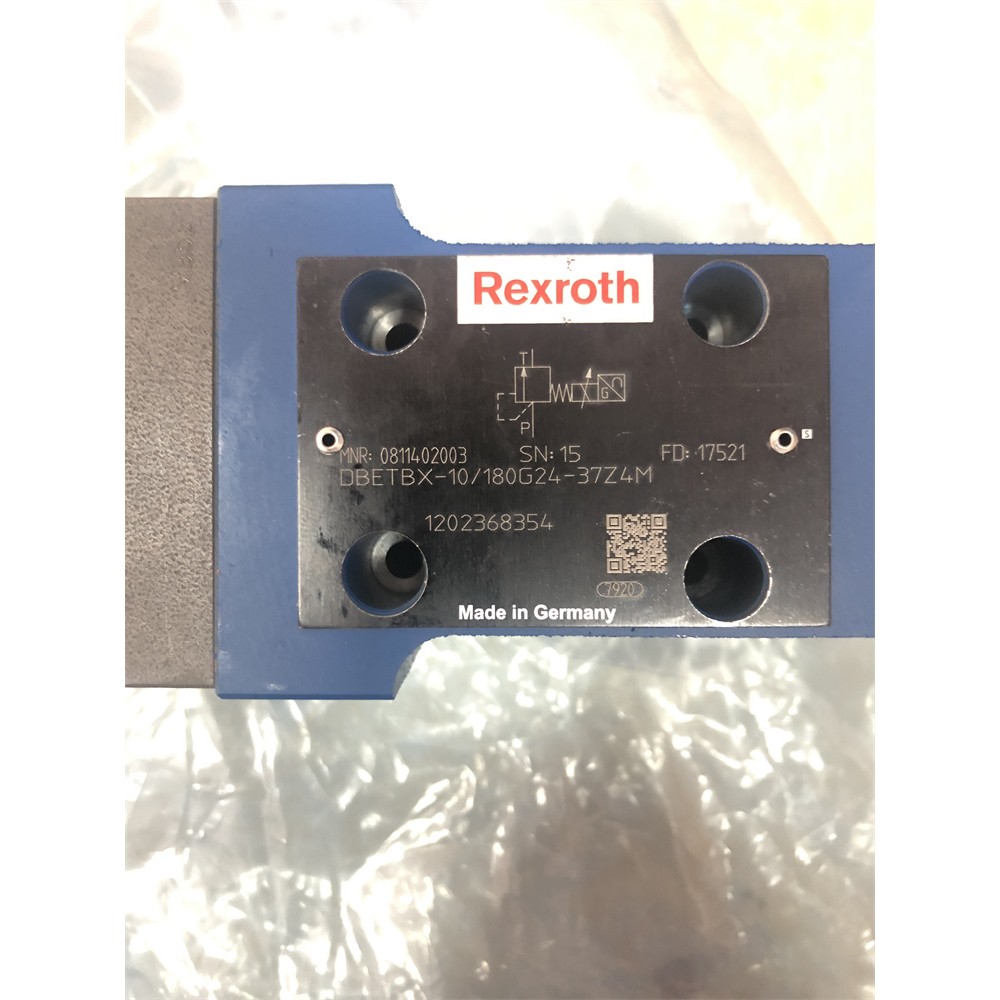 Rexroth
T
G
P
S
MNR: 0811402003 SN: 15 FD: 17521
DBETBX-10/180G24-37Z4M
1202368354
7920
Made in Germany